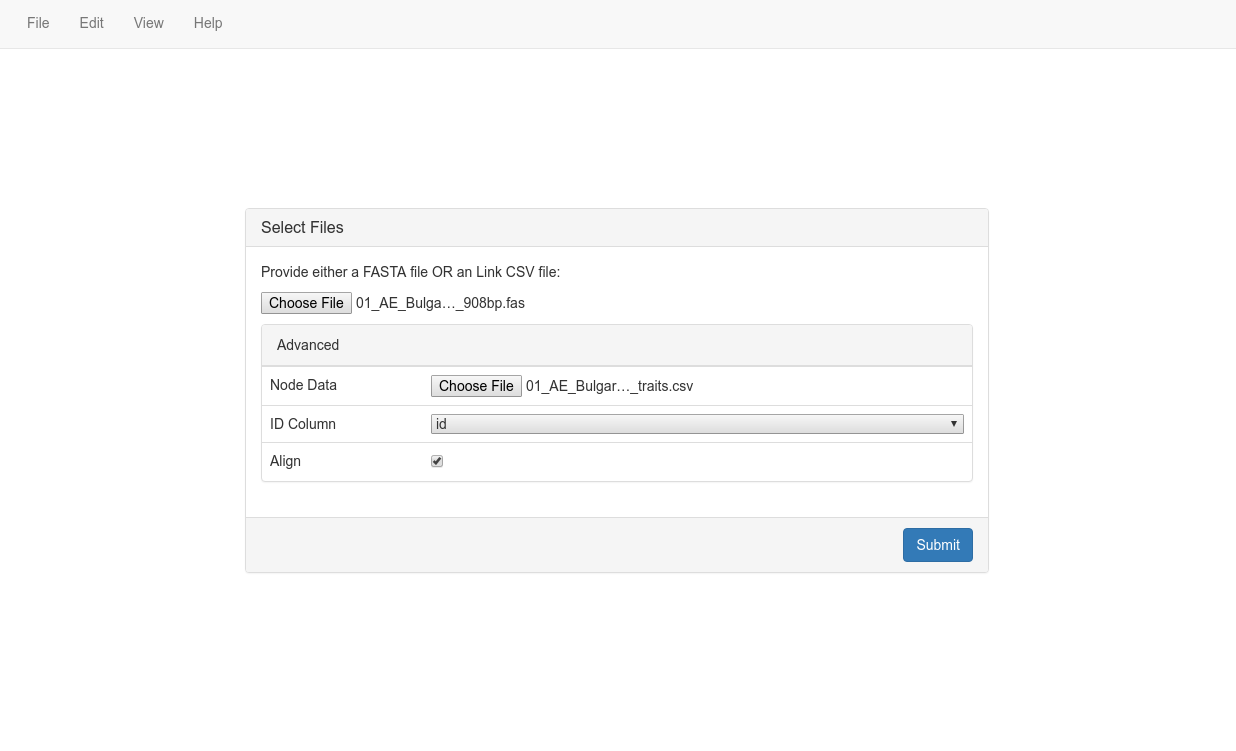 File Edit View Help
Select Files
Provide either a FASTA file OR an Link CSV file:
Choose File 01_AE_Bulga…_908bp.fas
Advanced
Node Data Choose File 01_AE_Bulgar…_traits.csv
ID Column id
Align
Submit